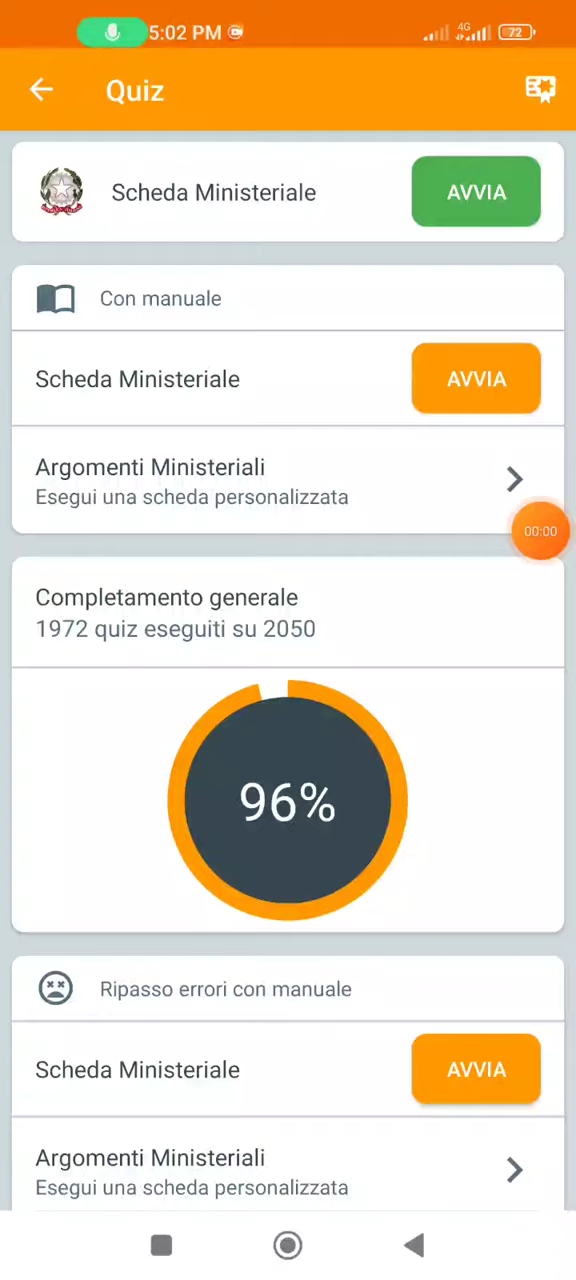 5:02 PM
4G
72
Quiz
Scheda Ministeriale
AVVIA
Con manuale
Scheda Ministeriale
AVVIA
Argomenti Ministeriali
Esegui una scheda personalizzata
00:00
Completamento generale
1972 quiz eseguiti su 2050
96%
Ripasso errori con manuale
Scheda Ministeriale
AVVIA
Argomenti Ministeriali
Esegui una scheda personalizzata